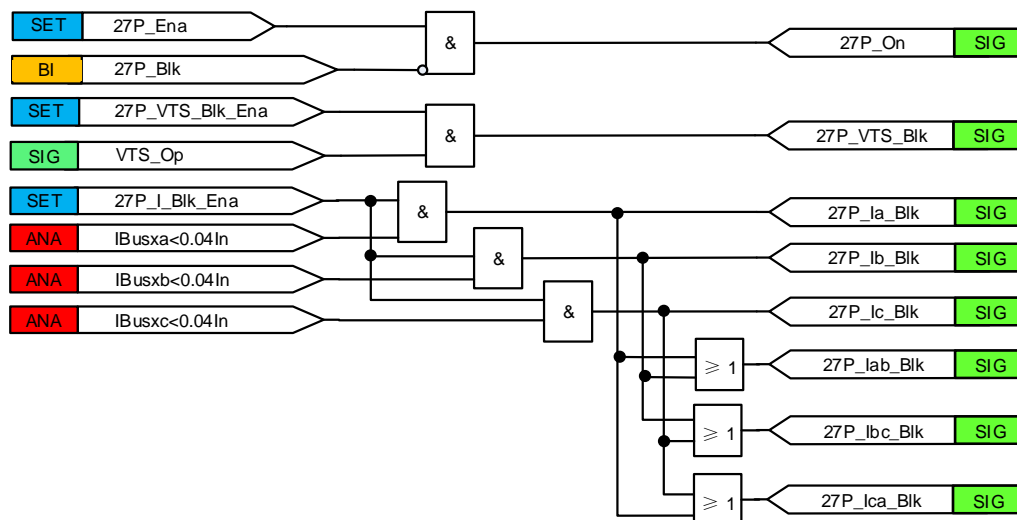 SET 27P_Ena & 27P_On SIG
BI 27P_Blk
SET 27P_VTS_Blk_Ena & 27P_VTS_Blk SIG
SIG VTS_Op
SET 27P_I_Blk_Ena & 27P_Ia_Blk SIG
ANA IBusxa<0.04In
& 27P_Ib_Blk SIG
ANA IBusxb<0.04In
ANA IBusxc<0.04In & 27P_Ic_Blk SIG
≥ 1 27P_Iab_Blk SIG
≥ 1 27P_Ibc_Blk SIG
≥ 1 27P_Ica_Blk SIG